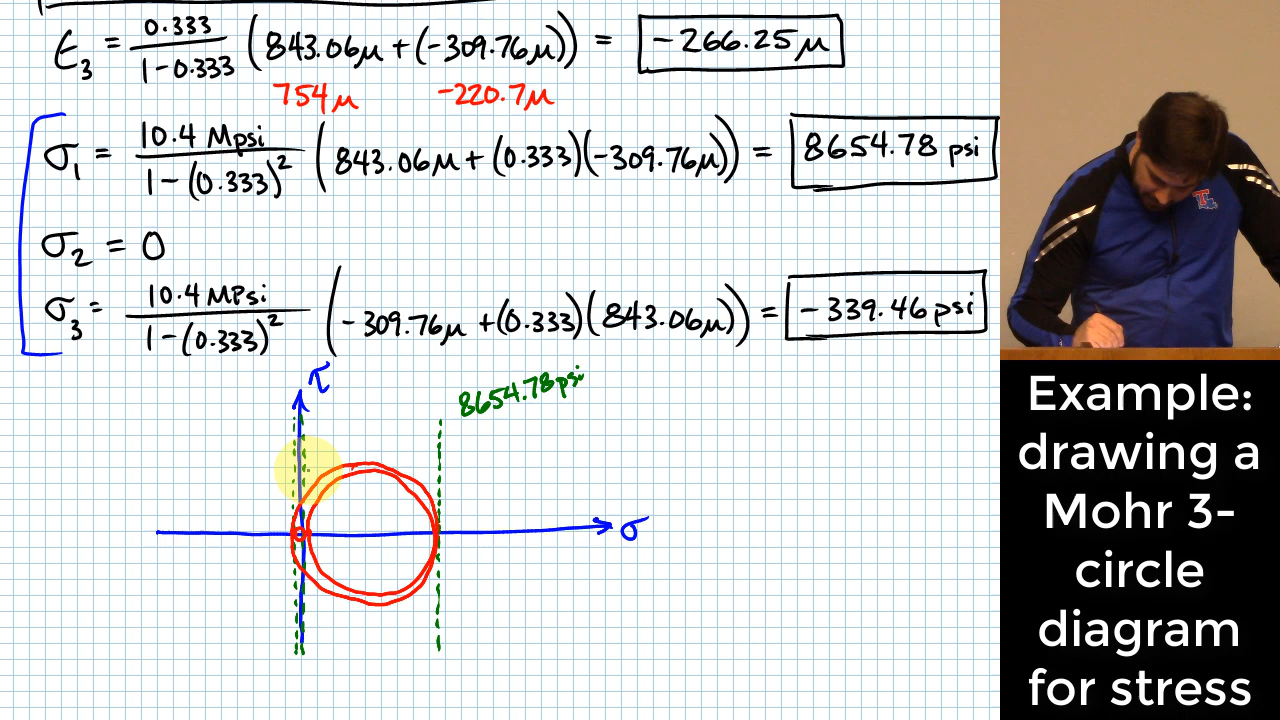 ε₃ = 0.333 / 1-0.333 (843.06μ + (-309.76μ)) = -266.25μ
754μ -220.7μ
σ₁ = 10.4 Mpsi / 1-(0.333)² (843.06μ + (0.333)(-309.76μ)) = 8654.78 psi
σ₂ = 0
σ₃ = 10.4 MPsi / 1-(0.333)² (-309.76μ + (0.333)(843.06μ)) = -339.46 psi
τ
8654.78 psi
σ
Example:
drawing a
Mohr 3-
circle
diagram
for stress